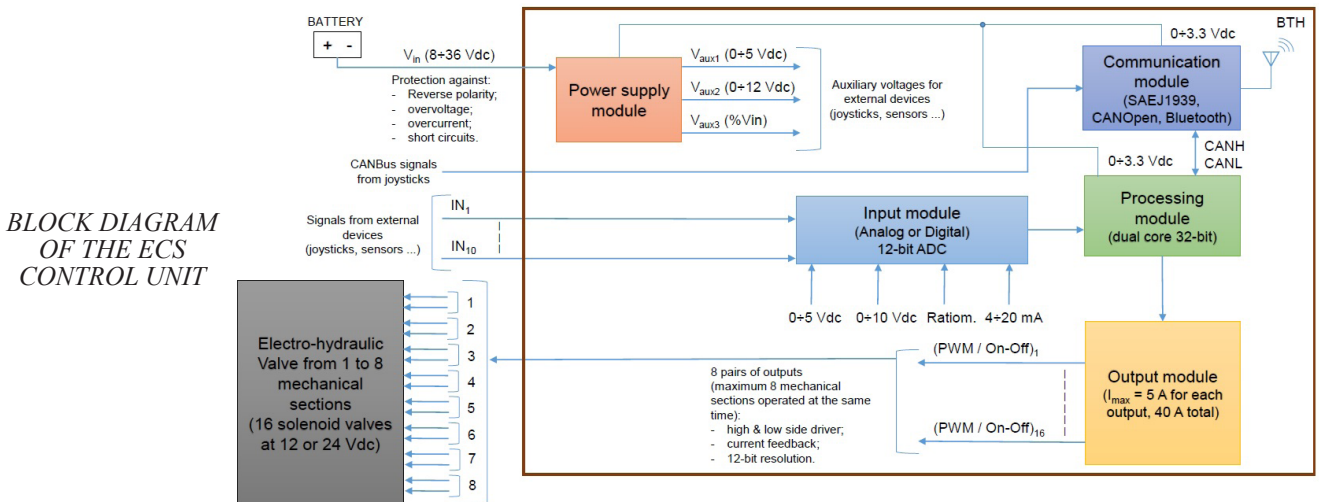 BLOCK DIAGRAM
OF THE ECS
CONTROL UNIT
BATTERY
+ -
Vin (8÷36 Vdc)
Protection against:
- Reverse polarity;
- overvoltage;
- overcurrent;
- short circuits.
Power supply
module
Vaux1 (0÷5 Vdc)
Vaux2 (0÷12 Vdc)
Vaux3 (%Vin)
Auxiliary voltages for
external devices
(joysticks, sensors ...)
0÷3.3 Vdc
BTH
Communication
module
(SAEJ1939,
CANOpen, Bluetooth)
CANH
CANL
0÷3.3 Vdc
CANBus signals
from joysticks
Processing
module
(dual core 32-bit)
Signals from external
devices
(joysticks, sensors ...)
IN1
IN10
Input module
(Analog or Digital)
12-bit ADC
0÷5 Vdc
0÷10 Vdc
Ratiom.
4÷20 mA
Electro-hydraulic
Valve from 1 to 8
mechanical
sections
(16 solenoid valves
at 12 or 24 Vdc)
1
2
3
4
5
6
7
8
8 pairs of outputs
(maximum 8 mechanical
sections operated at the same
time):
- high & low side driver;
- current feedback;
- 12-bit resolution.
(PWM / On-Off)1
(PWM / On-Off)16
Output module
(Imax = 5 A for each
output, 40 A total)